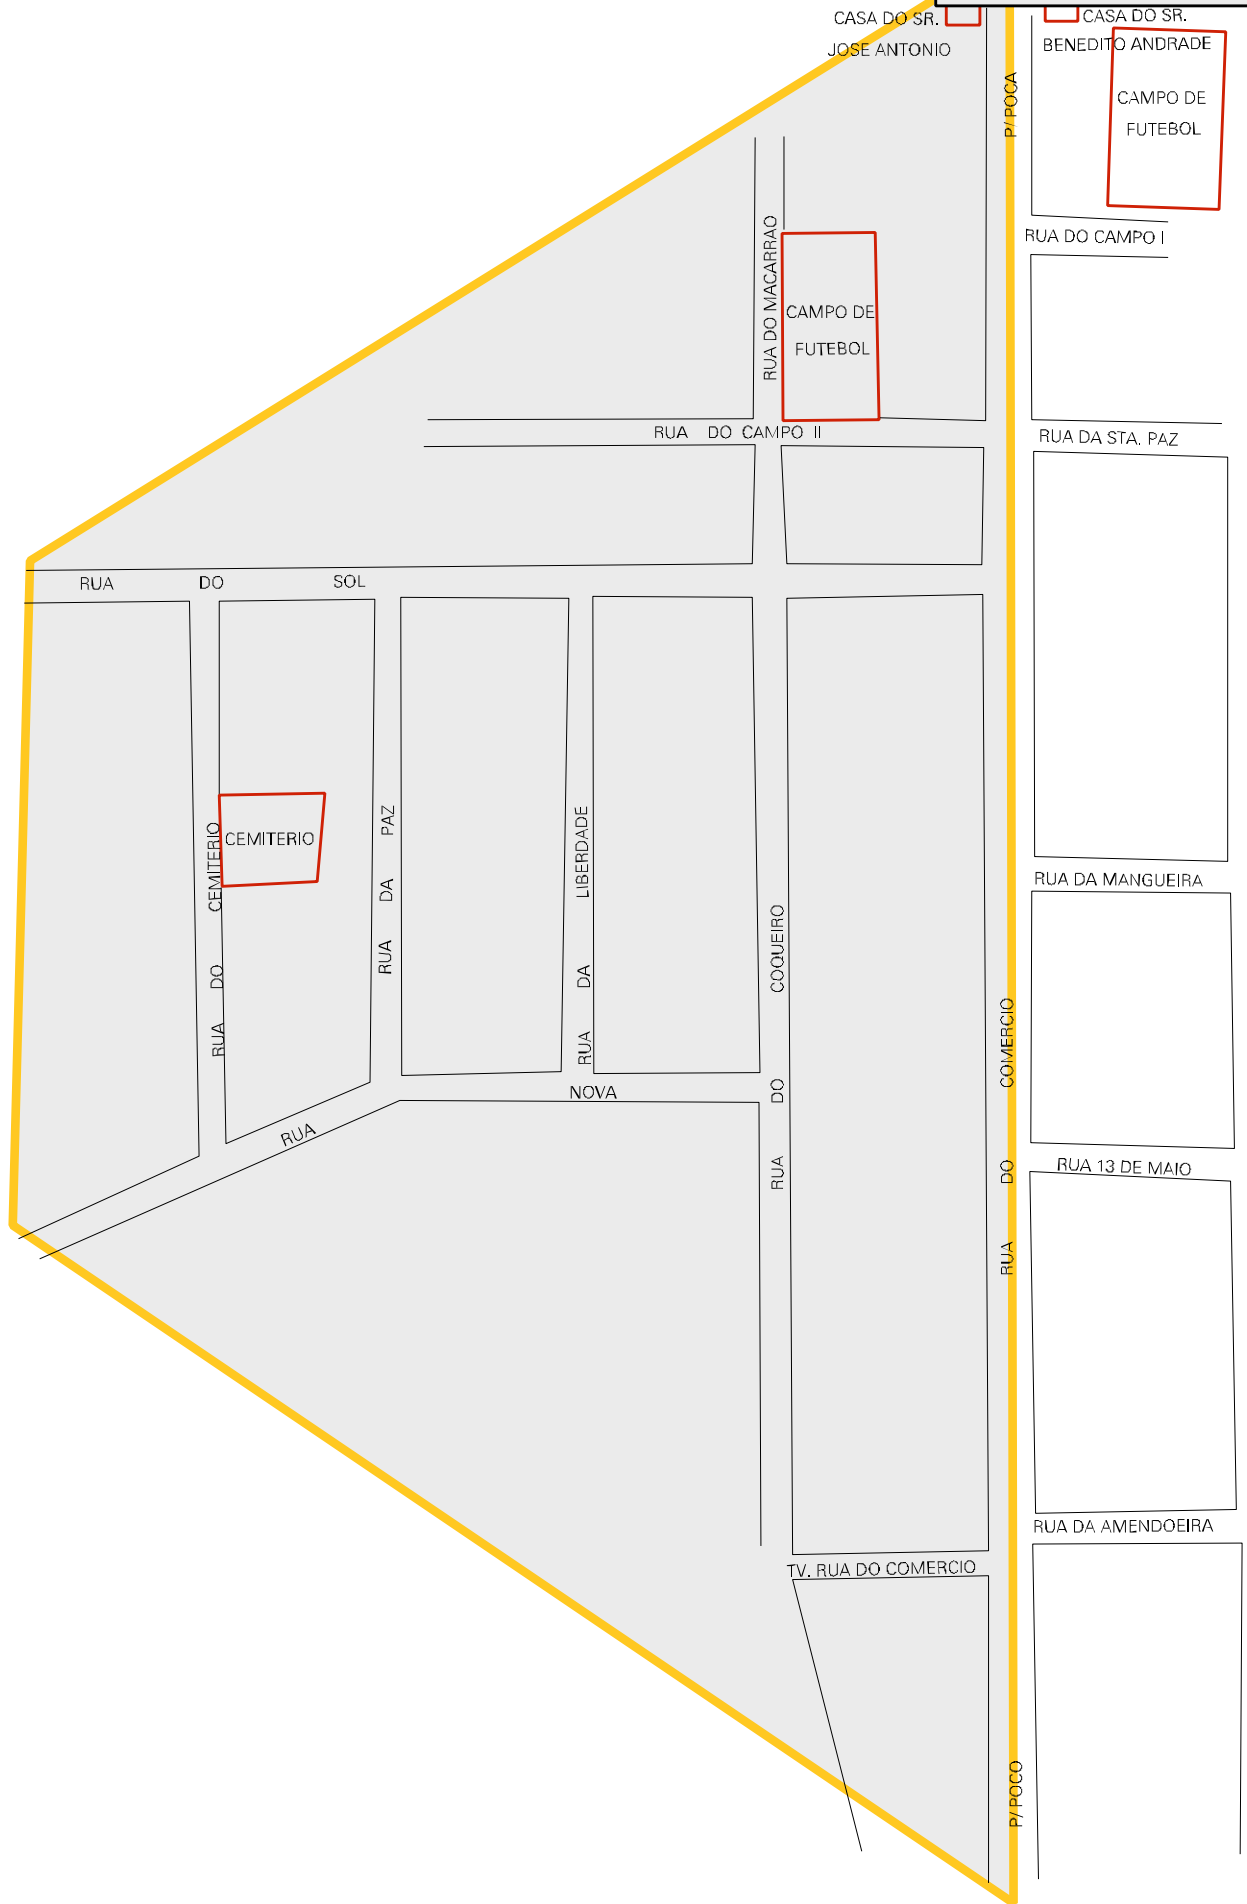 CASA DO SR.
JOSE ANTONIO
CASA DO SR.
BENEDITO ANDRADE
CAMPO DE
FUTEBOL
P/ POCA
RUA DO CAMPO I
RUA DO MACARRAO
CAMPO DE
FUTEBOL
RUA DO CAMPO II
RUA DA STA. PAZ
RUA DO SOL
CEMITERIO
RUA DO CEMITERIO
RUA DA PAZ
RUA DA LIBERDADE
RUA DO COQUEIRO
RUA DA MANGUEIRA
RUA DO COMERCIO
RUA NOVA
RUA 13 DE MAIO
RUA DA AMENDOEIRA
TV. RUA DO COMERCIO
P/ POCO